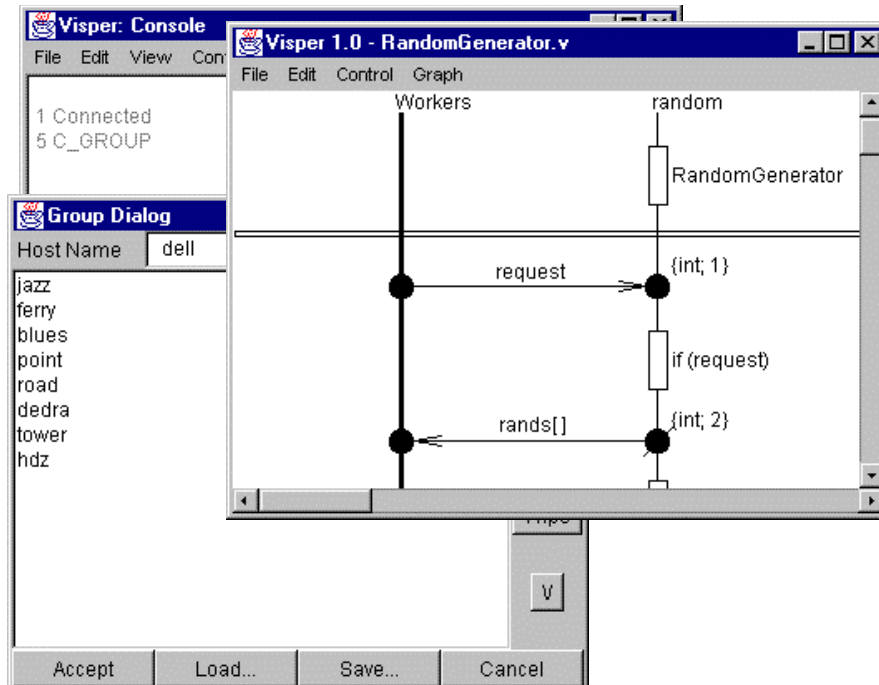 Visper: Console
File Edit View
1 Connected
5 C_GROUP
Visper 1.0 - RandomGenerator.v
File Edit Control Graph
Workers random
RandomGenerator
request {int; 1}
if (request)
rands[] {int; 2}
Group Dialog
Host Name dell
jazz
ferry
blues
point
road
dedra
tower
hdz
V
Accept Load... Save... Cancel